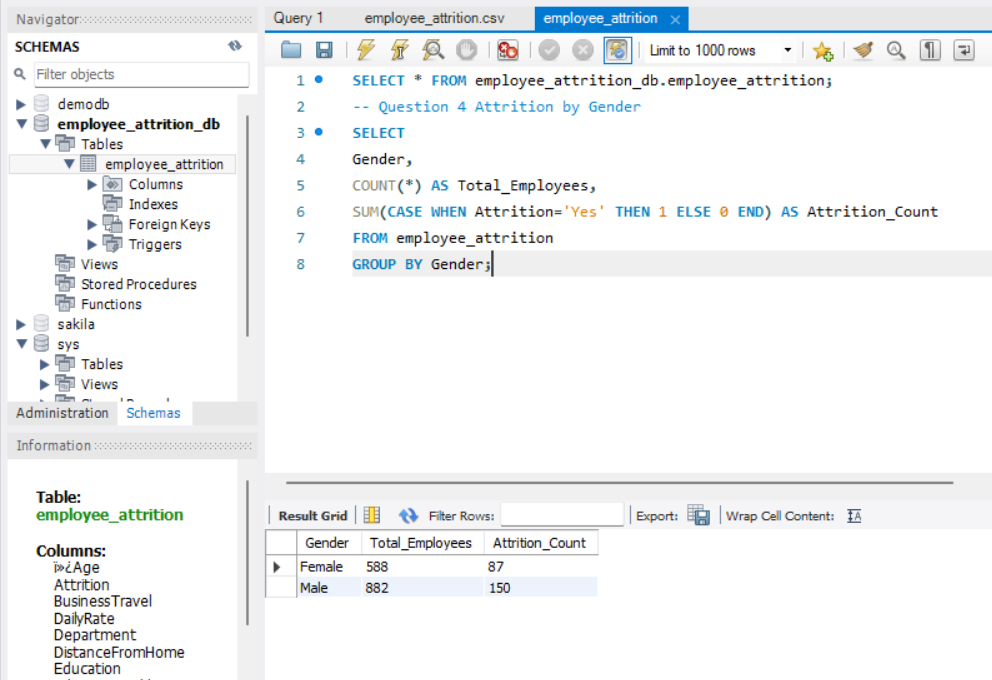 Navigator
SCHEMAS
Filter objects
demodb
employee_attrition_db
Tables
employee_attrition
Columns
Indexes
Foreign Keys
Triggers
Views
Stored Procedures
Functions
sakila
sys
Tables
Views
Administration Schemas
Information
Table:
employee_attrition
Columns:
ï»¿Age
Attrition
BusinessTravel
DailyRate
Department
DistanceFromHome
Education
Query 1 employee_attrition.csv employee_attrition
Limit to 1000 rows
1 SELECT * FROM employee_attrition_db.employee_attrition;
2 -- Question 4 Attrition by Gender
3 SELECT
4 Gender,
5 COUNT(*) AS Total_Employees,
6 SUM(CASE WHEN Attrition='Yes' THEN 1 ELSE 0 END) AS Attrition_Count
7 FROM employee_attrition
8 GROUP BY Gender;
Result Grid Filter Rows: Export: Wrap Cell Content:
Gender Total_Employees Attrition_Count
Female 588 87
Male 882 150